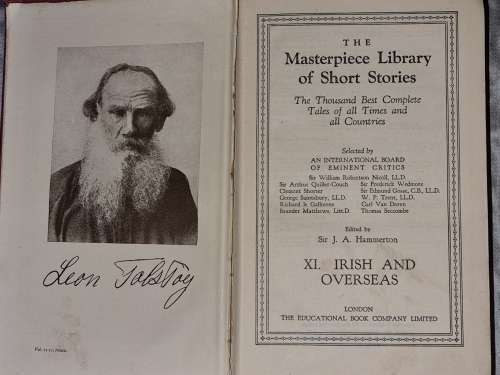 Leon Tolstoy
THE
Masterpiece Library
of Short Stories
The Thousand Best Complete
Tales of all Times and
all Countries
Selected by
AN INTERNATIONAL BOARD
OF EMINENT CRITICS
Sir William Robertson Nicoll, LL.D.
Sir Arthur Quiller-Couch Sir Frederick Wedmore
Clement Shorter Sir Edmund Gosse, C.B., LL.D.
George Saintsbury, LL.D. W. P. Trent, LL.D.
Richard le Gallienne Carl Van Doren
Brander Matthews, Litt.D. Thomas Seccombe
Edited by
Sir J. A. Hammerton
XI. IRISH AND
OVERSEAS
LONDON
THE EDUCATIONAL BOOK COMPANY LIMITED